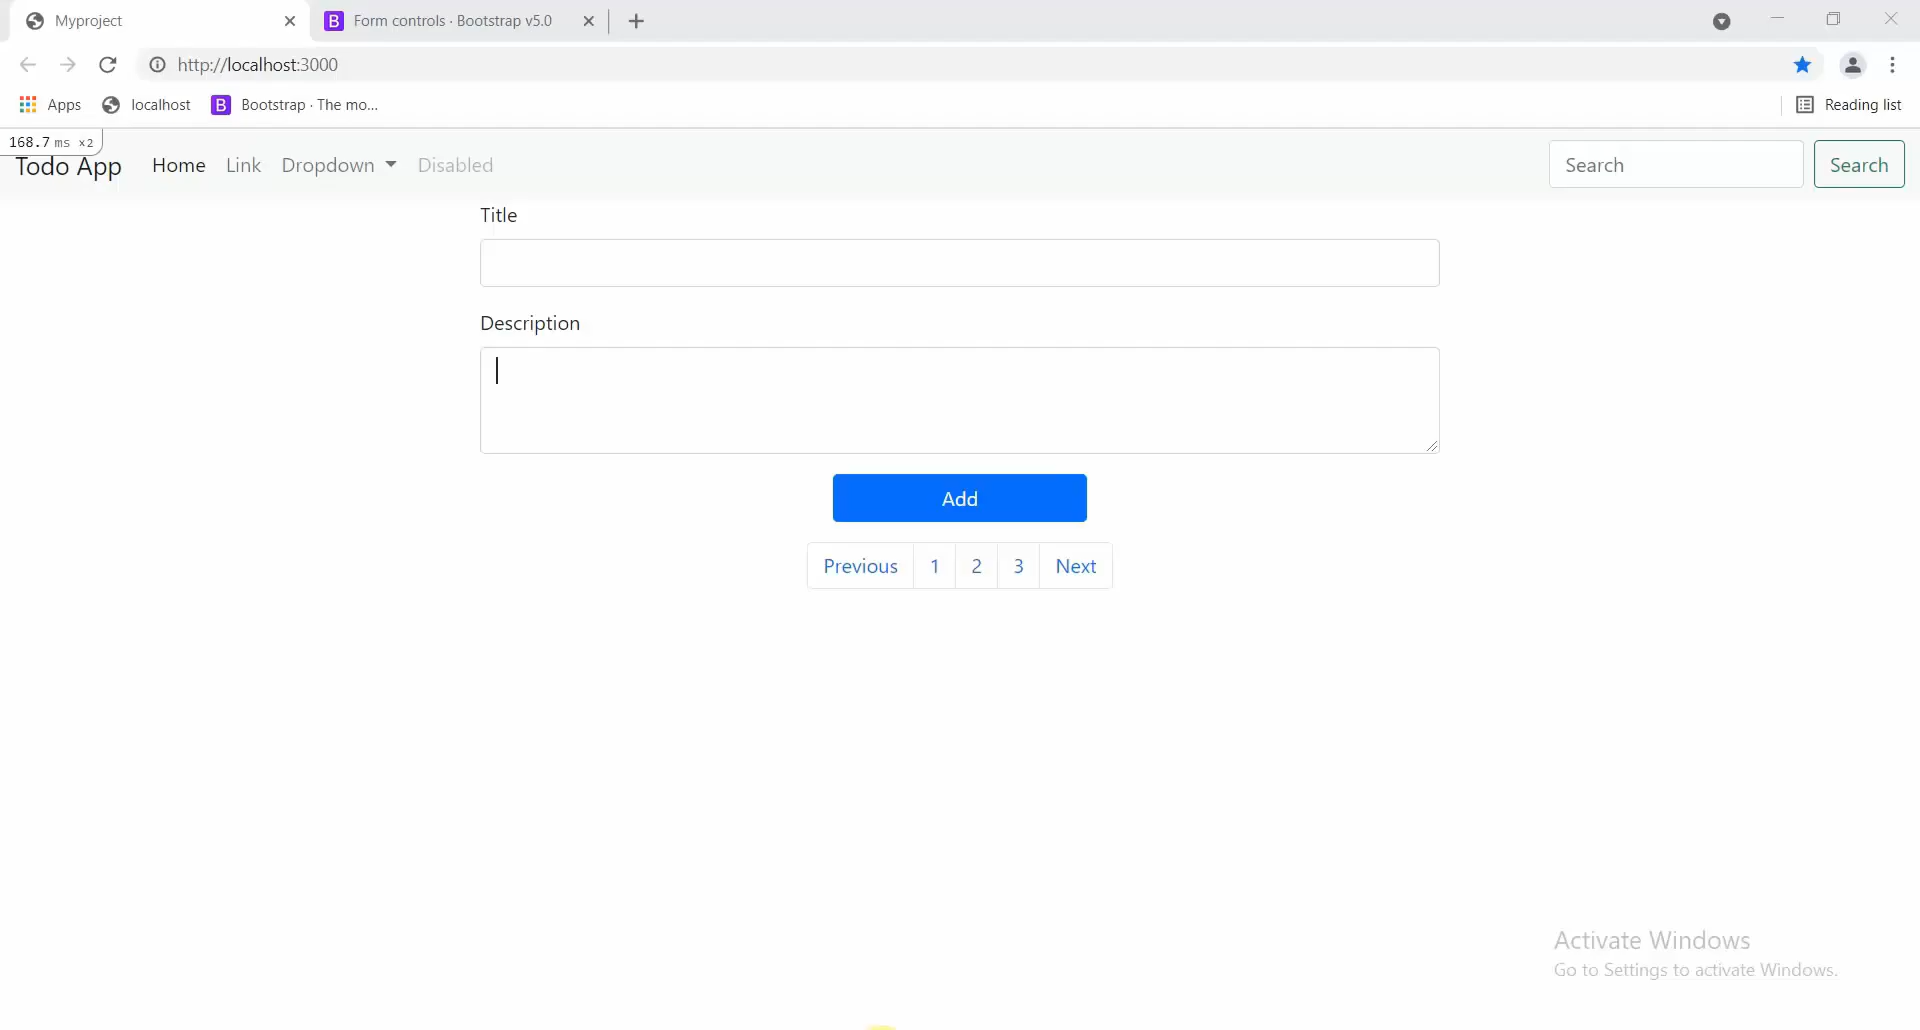 Myproject
Form controls · Bootstrap v5.0
http://localhost:3000
Apps
localhost
Bootstrap · The mo...
Reading list
168.7 ms ×2
Todo App
Home
Link
Dropdown
Disabled
Search
Search
Title
Description
Add
Previous
1
2
3
Next
Activate Windows
Go to Settings to activate Windows.